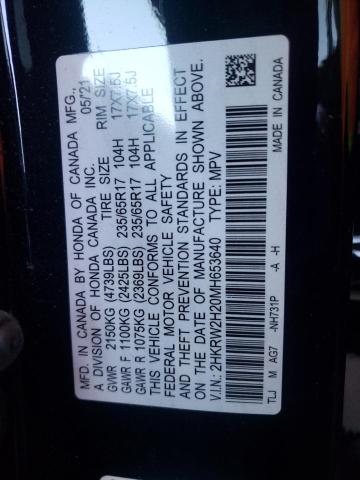 MFD. IN CANADA BY HONDA OF CANADA MFG.,
A DIVISION OF HONDA CANADA INC. 05/21
TIRE SIZE RIM SIZE
GVWR 2150KG (4739LBS)
GAWR F 1100KG (2425LBS) 235/65R17 104H 17X7.5J
GAWR R 1075KG (2369LBS) 235/65R17 104H 17X7.5J
THIS VEHICLE CONFORMS TO ALL APPLICABLE
FEDERAL MOTOR VEHICLE SAFETY
AND THEFT PREVENTION STANDARDS IN EFFECT
ON THE DATE OF MANUFACTURE SHOWN ABOVE.
V.I.N.: 2HKRW2H20MH653640 TYPE: MPV
TLJ M AG7 -NH731P -A -H
MADE IN CANADA